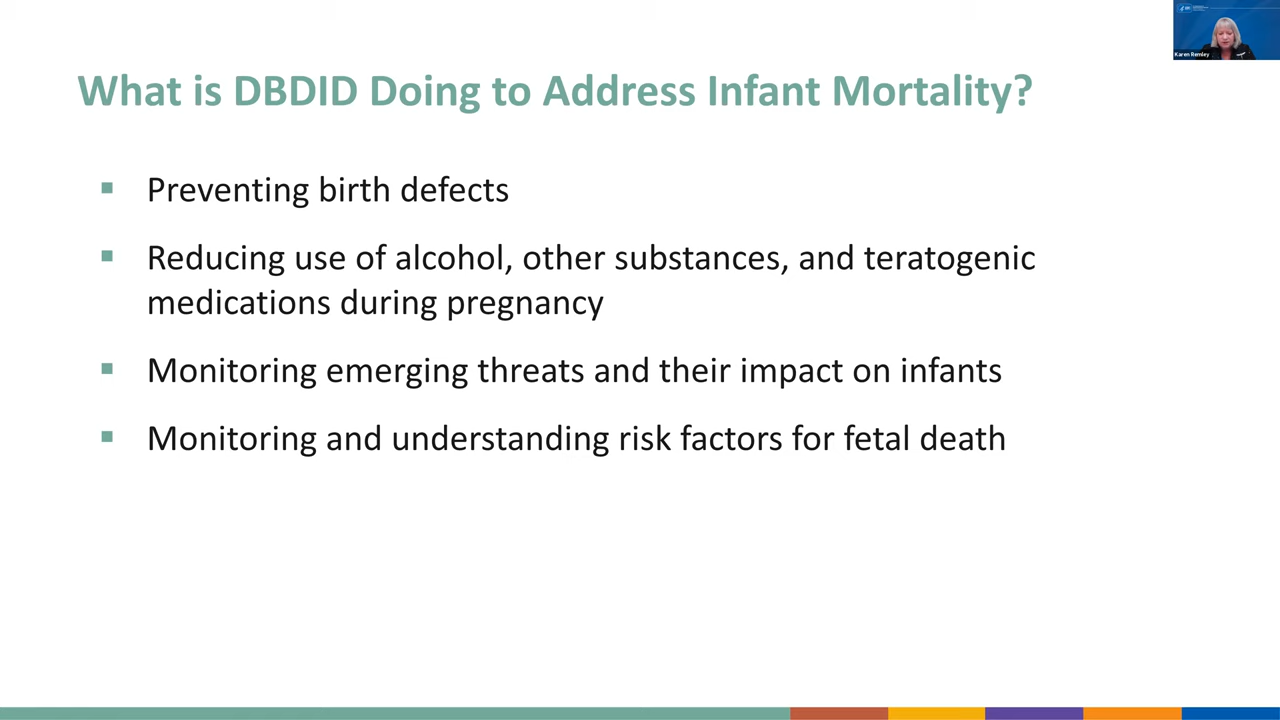 Karen Remley
What is DBDID Doing to Address Infant Mortality?
Preventing birth defects
Reducing use of alcohol, other substances, and teratogenic
medications during pregnancy
Monitoring emerging threats and their impact on infants
Monitoring and understanding risk factors for fetal death